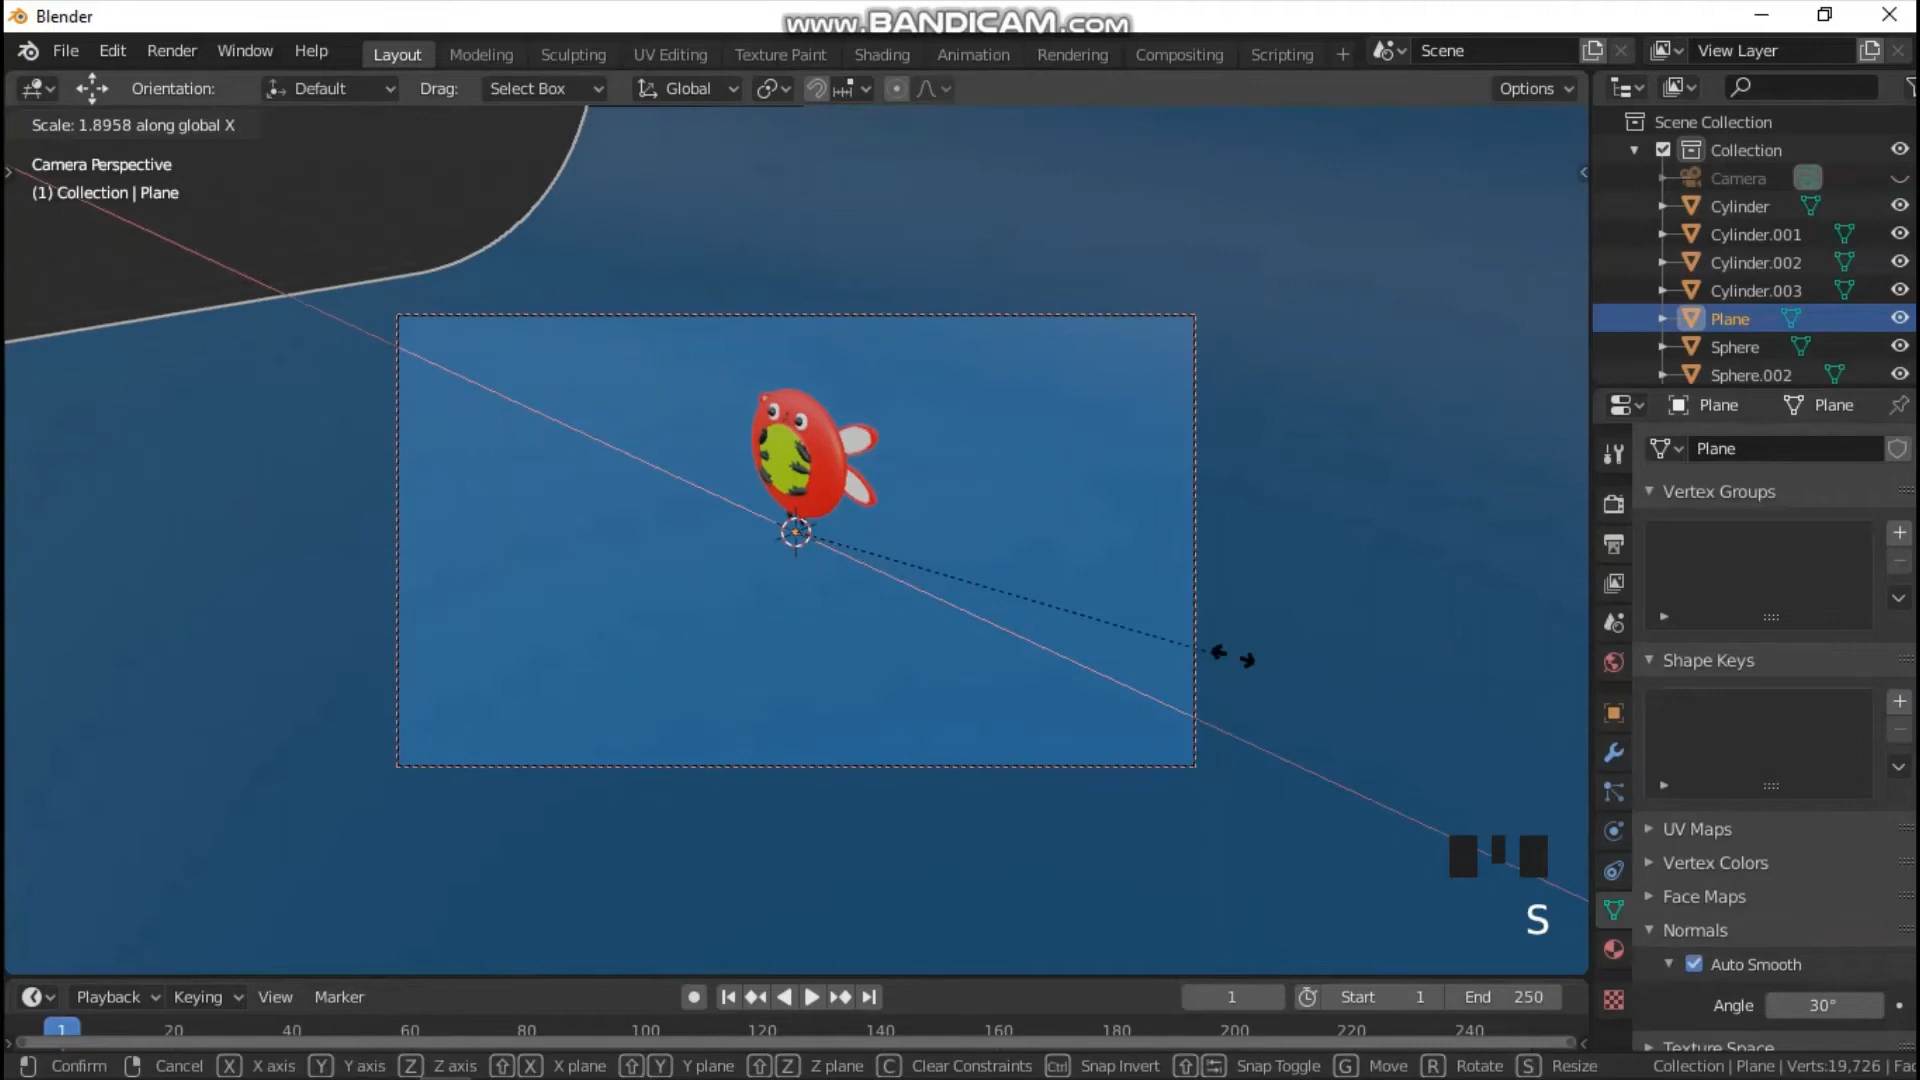 Blender
www.BANDICAM.com
File Edit Render Window Help
Layout Modeling Sculpting UV Editing Texture Paint Shading Animation Rendering Compositing Scripting +
Scene
View Layer
Orientation: Default Drag: Select Box Global Options
Scale: 1.8958 along global X
Camera Perspective
(1) Collection | Plane
Scene Collection
Collection
Camera
Cylinder
Cylinder.001
Cylinder.002
Cylinder.003
Plane
Sphere
Sphere.002
Plane Plane
Plane
Vertex Groups
Shape Keys
UV Maps
Vertex Colors
Face Maps
Normals
Auto Smooth
Angle 30°
Texture Space
S
Playback Keying View Marker 1 Start 1 End 250
1 20 40 60 80 100 120 140 160 180 200 220 240
Confirm Cancel X X axis Y Y axis Z Z axis X X plane Y Y plane Z Z plane C Clear Constraints Ctrl Snap Invert Snap Toggle G Move R Rotate S Resize Collection | Plane | Verts:19,726 | Fac